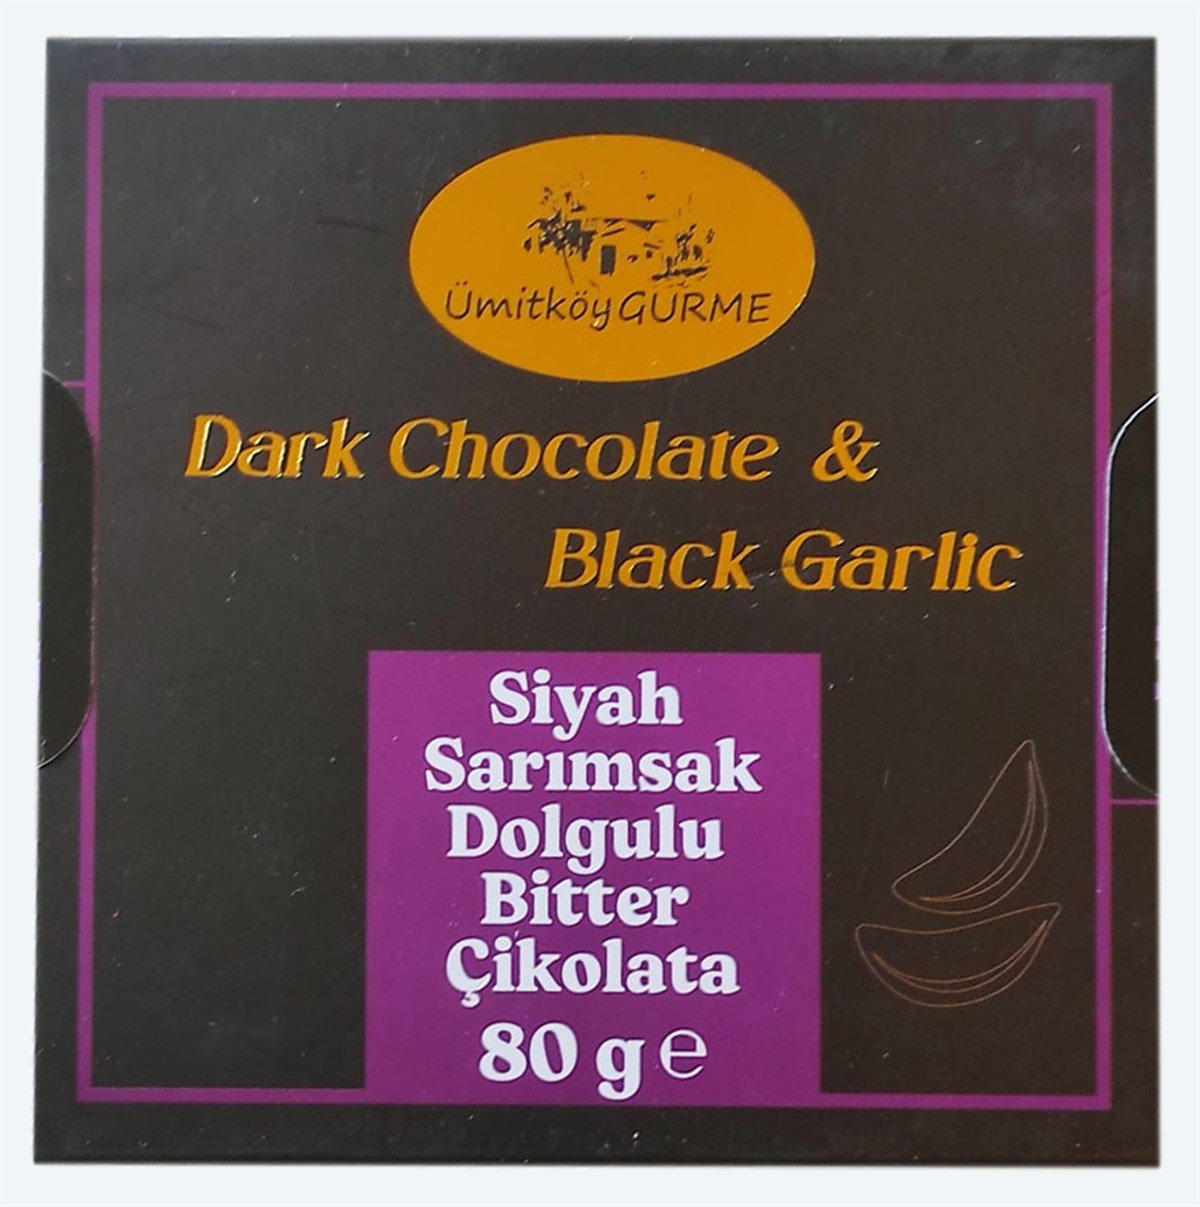 ÜmitköyGURME
Dark Chocolate &
Black Garlic
Siyah
Sarımsak
Dolgulu
Bitter
Çikolata
80 g ℮